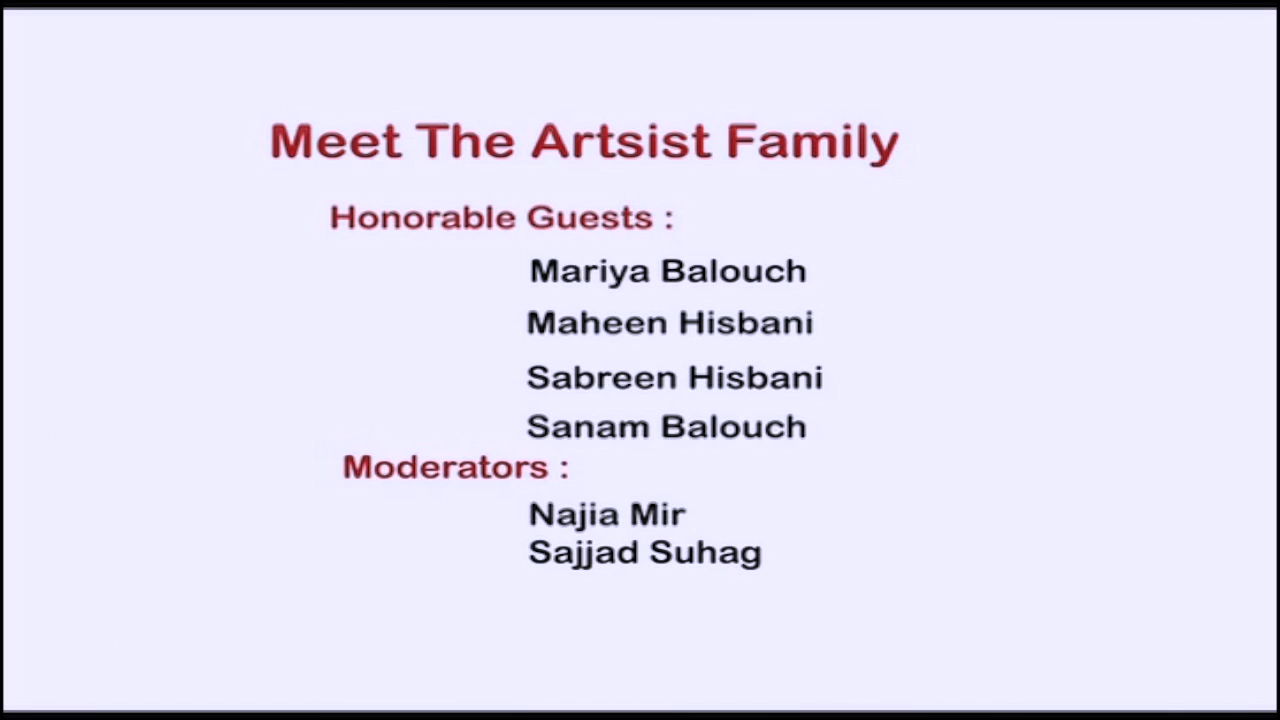 Meet The Artsist Family
Honorable Guests :
Mariya Balouch
Maheen Hisbani
Sabreen Hisbani
Sanam Balouch
Moderators :
Najia Mir
Sajjad Suhag